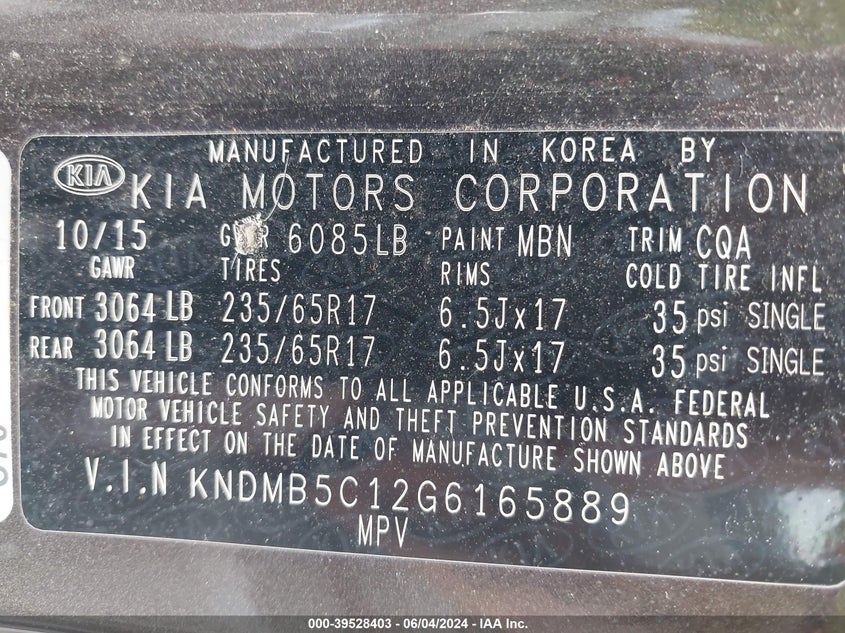 MANUFACTURED IN KOREA BY
KIA KIA MOTORS CORPORATION
10/15 6085LB PAINT MBN TRIM CQA
GAWR TIRES RIMS COLD TIRE INFL
FRONT 3064 LB 235/65R17 6.5Jx17 35 psi SINGLE
REAR 3064 LB 235/65R17 6.5Jx17 35 psi SINGLE
THIS VEHICLE CONFORMS TO ALL APPLICABLE U.S.A. FEDERAL
MOTOR VEHICLE SAFETY AND THEFT PREVENTION STANDARDS
IN EFFECT ON THE DATE OF MANUFACTURE SHOWN ABOVE
V.I.N KNDMB5C12G6165889
MPV
000-39528403 - 06/04/2024 - IAA Inc.